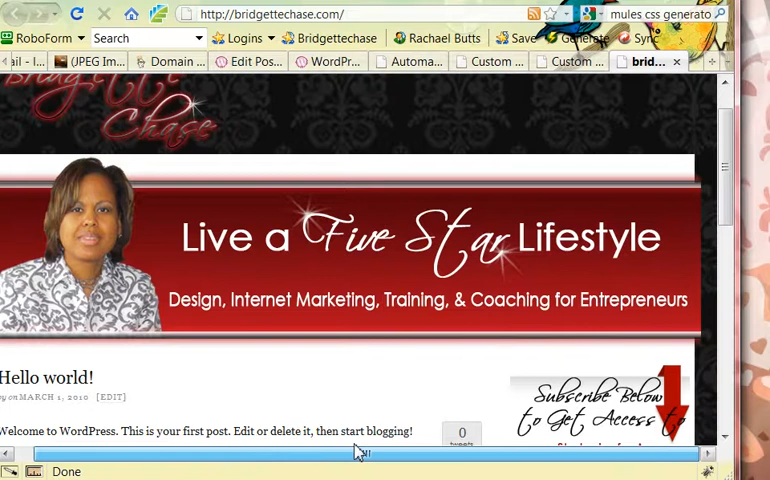 http://bridgettechase.com/
mules css generato
RoboForm Search Logins Bridgettechase Rachael Butts Save Generate Sync
ail - I... (JPEG Im... Domain ... Edit Pos... WordPr... Automa... Custom ... Custom ... brid...
Bridgette
Chase
Live a Five Star Lifestyle
Design, Internet Marketing, Training, & Coaching for Entrepreneurs
Hello world!
by on MARCH 1, 2010 [EDIT]
Welcome to WordPress. This is your first post. Edit or delete it, then start blogging!
0
tweets
Subscribe Below
to Get Access to
Done